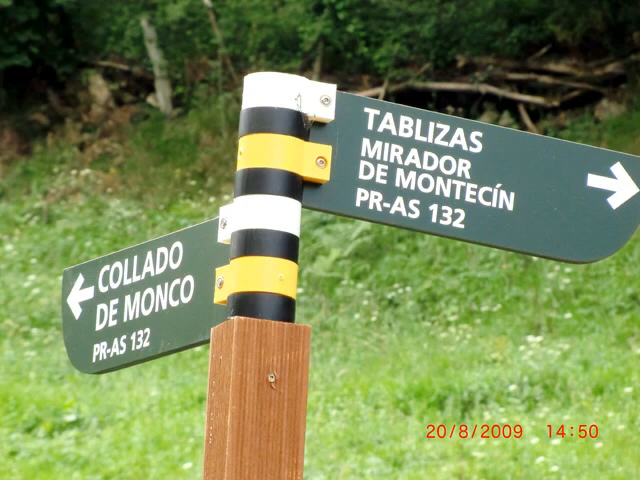 TABLIZAS
MIRADOR
DE MONTECÍN
PR-AS 132
COLLADO
DE MONCO
PR-AS 132
20/8/2009 14:50